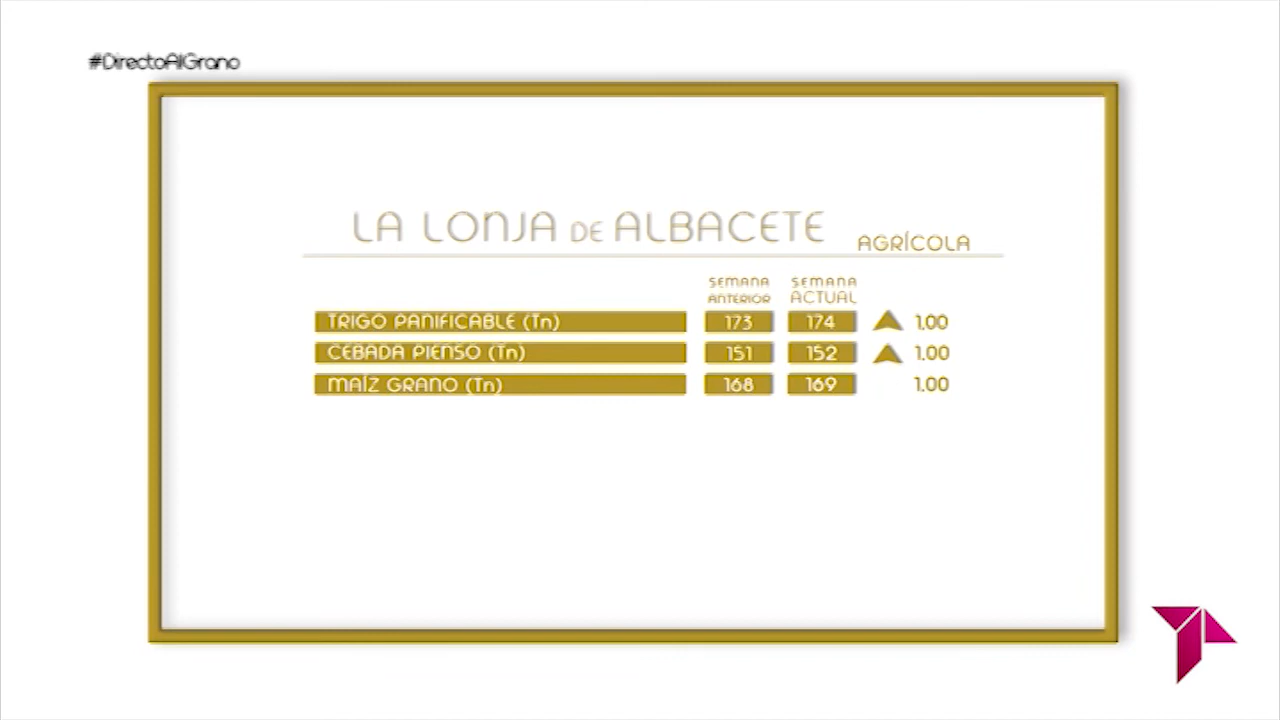 #DirectoAlGrano
LA LONJA DE ALBACETE AGRÍCOLA
SEMANA ANTERIOR SEMANA ACTUAL
TRIGO PANIFICABLE (Tn) 173 174 1.00
CEBADA PIENSO (Tn) 151 152 1.00
MAÍZ GRANO (Tn) 168 169 1.00